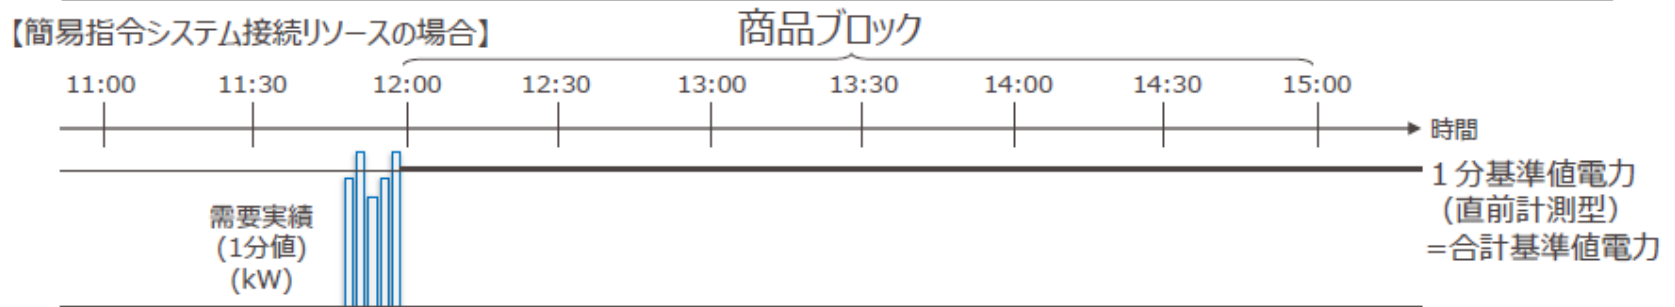 【簡易指令システム接続リソースの場合】
商品ブロック
11:00 11:30 12:00 12:30 13:00 13:30 14:00 14:30 15:00
時間
需要実績
(1分値)
(kW)
１分基準値電力
（直前計測型）
=合計基準値電力